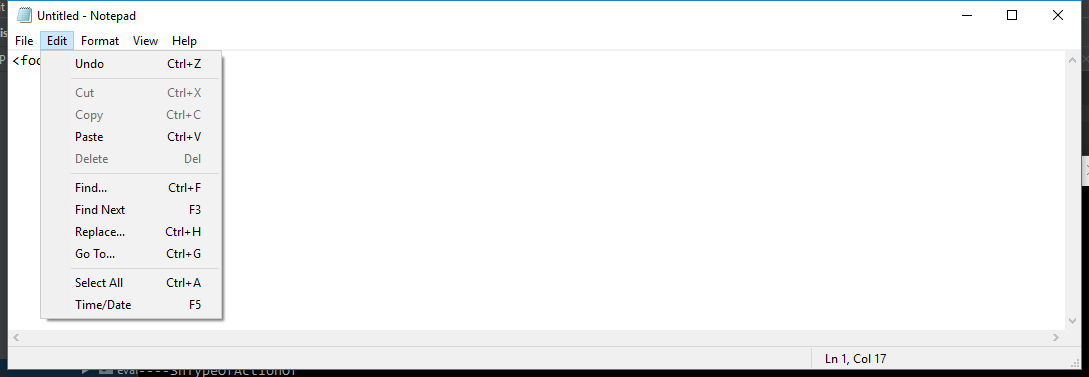 Untitled - Notepad
File Edit Format View Help
<foo
Undo Ctrl+Z
Cut Ctrl+X
Copy Ctrl+C
Paste Ctrl+V
Delete Del
Find... Ctrl+F
Find Next F3
Replace... Ctrl+H
Go To... Ctrl+G
Select All Ctrl+A
Time/Date F5
Ln 1, Col 17